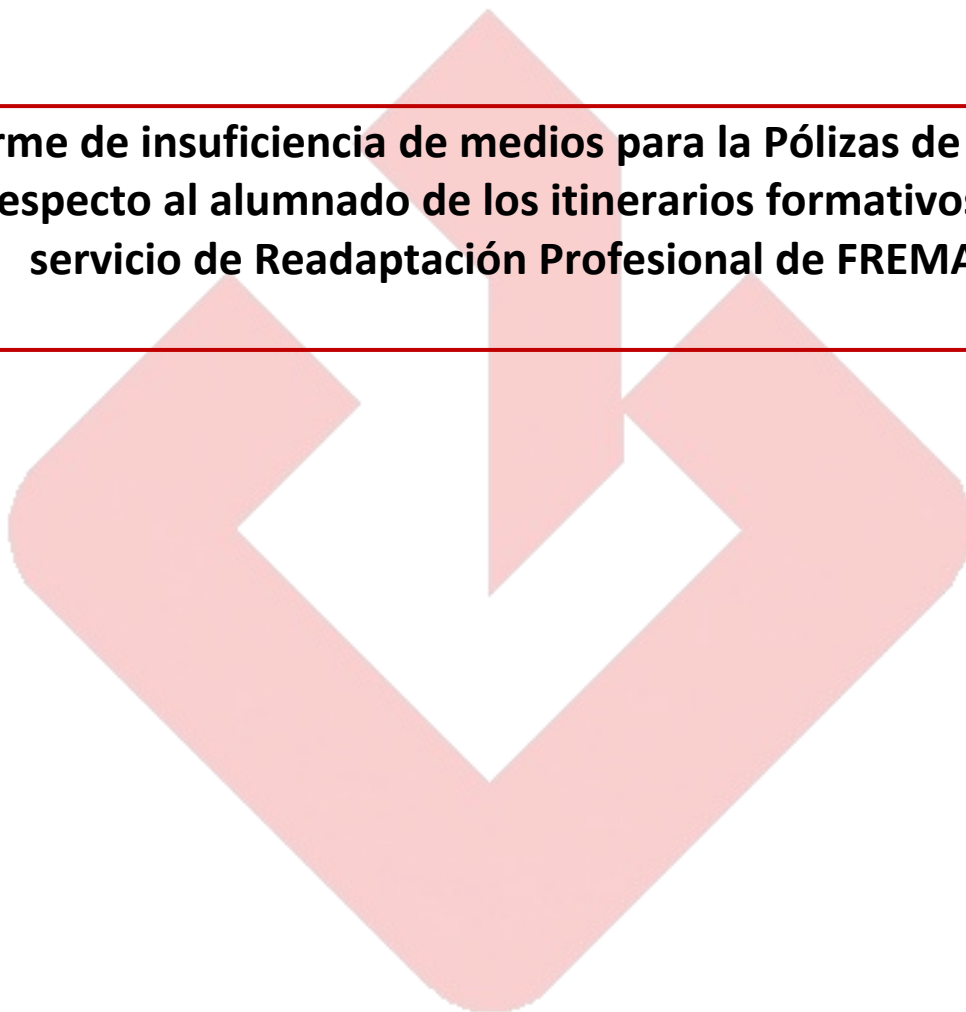 rme de insuficiencia de medios para la Pólizas de
especto al alumnado de los itinerarios formativos
servicio de Readaptación Profesional de FREMA